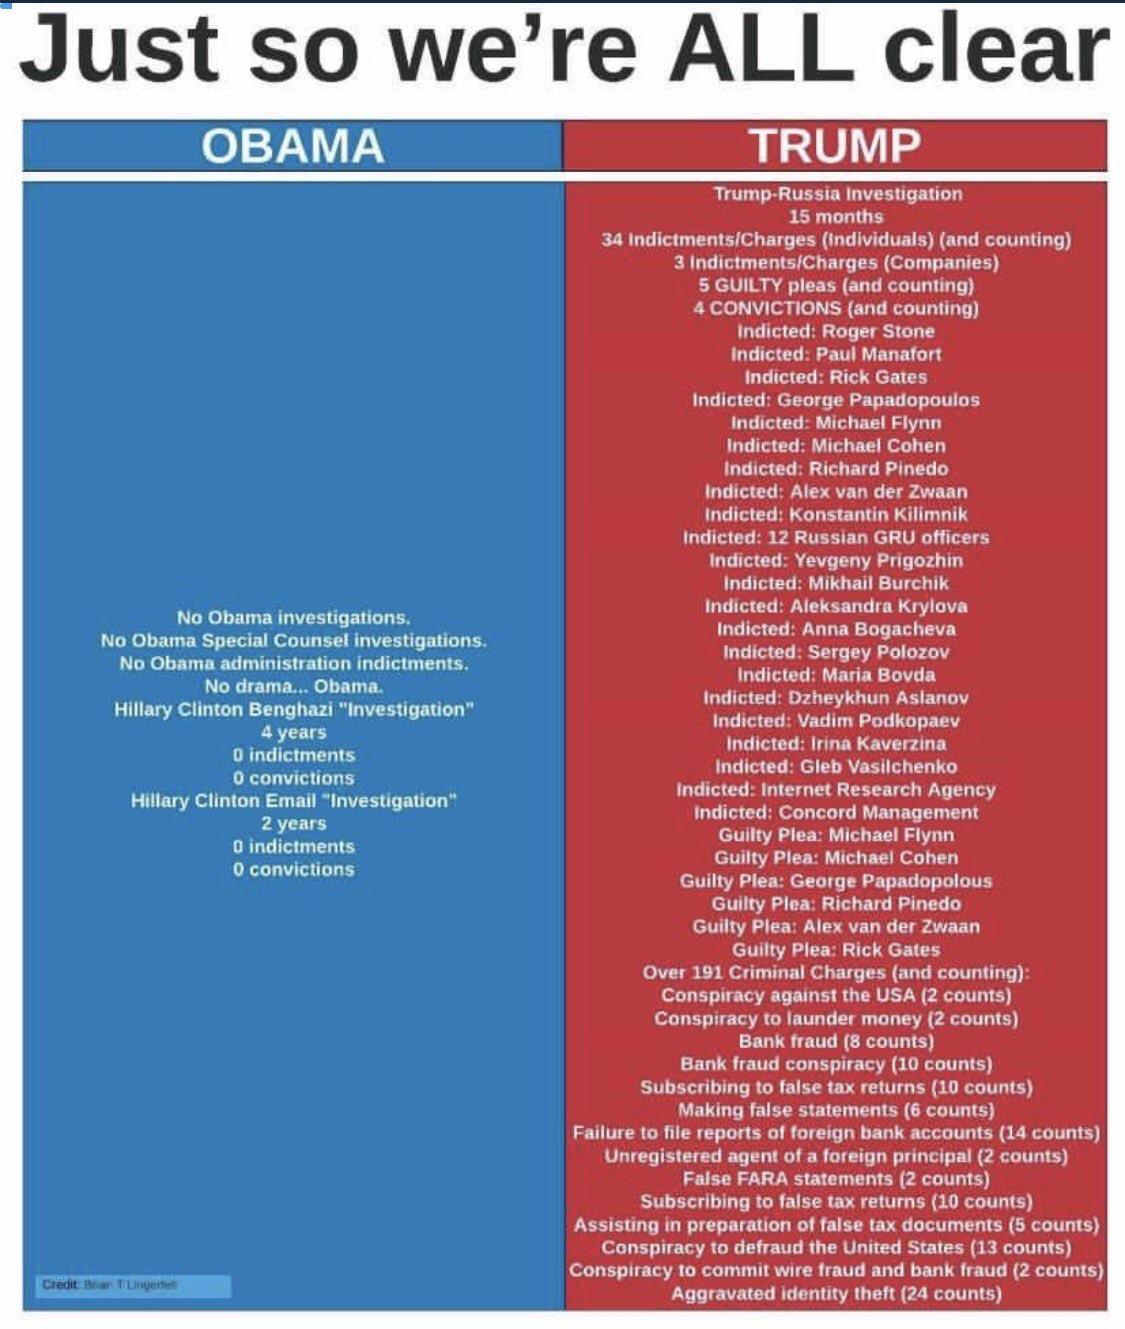 Just so we’re ALL clear
OBAMA
No Obama investigations.
No Obama Special Counsel investigations.
No Obama administration indictments.
No drama... Obama.
Hillary Clinton Benghazi "Investigation"
4 years
0 indictments
0 convictions
Hillary Clinton Email "Investigation"
2 years
0 indictments
0 convictions
Credit: Brian T Lingerfelt
TRUMP
Trump-Russia Investigation
15 months
34 Indictments/Charges (Individuals) (and counting)
3 Indictments/Charges (Companies)
5 GUILTY pleas (and counting)
4 CONVICTIONS (and counting)
Indicted: Roger Stone
Indicted: Paul Manafort
Indicted: Rick Gates
Indicted: George Papadopoulos
Indicted: Michael Flynn
Indicted: Michael Cohen
Indicted: Richard Pinedo
Indicted: Alex van der Zwaan
Indicted: Konstantin Kilimnik
Indicted: 12 Russian GRU officers
Indicted: Yevgeny Prigozhin
Indicted: Mikhail Burchik
Indicted: Aleksandra Krylova
Indicted: Anna Bogacheva
Indicted: Sergey Polozov
Indicted: Maria Bovda
Indicted: Dzheykhun Aslanov
Indicted: Vadim Podkopaev
Indicted: Irina Kaverzina
Indicted: Gleb Vasilchenko
Indicted: Internet Research Agency
Indicted: Concord Management
Guilty Plea: Michael Flynn
Guilty Plea: Michael Cohen
Guilty Plea: George Papadopolous
Guilty Plea: Richard Pinedo
Guilty Plea: Alex van der Zwaan
Guilty Plea: Rick Gates
Over 191 Criminal Charges (and counting):
Conspiracy against the USA (2 counts)
Conspiracy to launder money (2 counts)
Bank fraud (8 counts)
Bank fraud conspiracy (10 counts)
Subscribing to false tax returns (10 counts)
Making false statements (6 counts)
Failure to file reports of foreign bank accounts (14 counts)
Unregistered agent of a foreign principal (2 counts)
False FARA statements (2 counts)
Subscribing to false tax returns (10 counts)
Assisting in preparation of false tax documents (5 counts)
Conspiracy to defraud the United States (13 counts)
Conspiracy to commit wire fraud and bank fraud (2 counts)
Aggravated identity theft (24 counts)